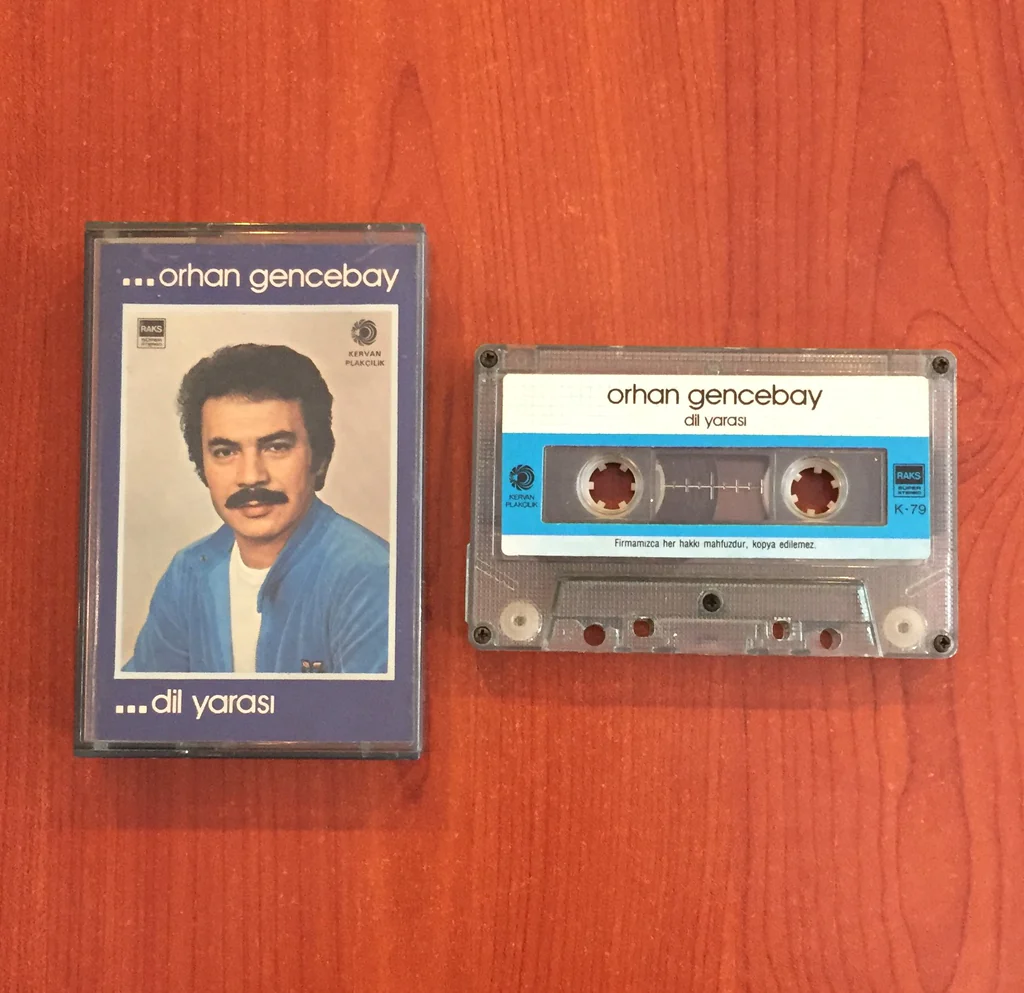 ...orhan gencebay
RAKS
SÜPER
STEREO
KERVAN
PLAKÇILIK
...dil yarası
orhan gencebay
dil yarası
KERVAN
PLAKÇILIK
RAKS
SUPER
STEREO
K-79
Firmamızca her hakkı mahfuzdur, kopya edilemez.